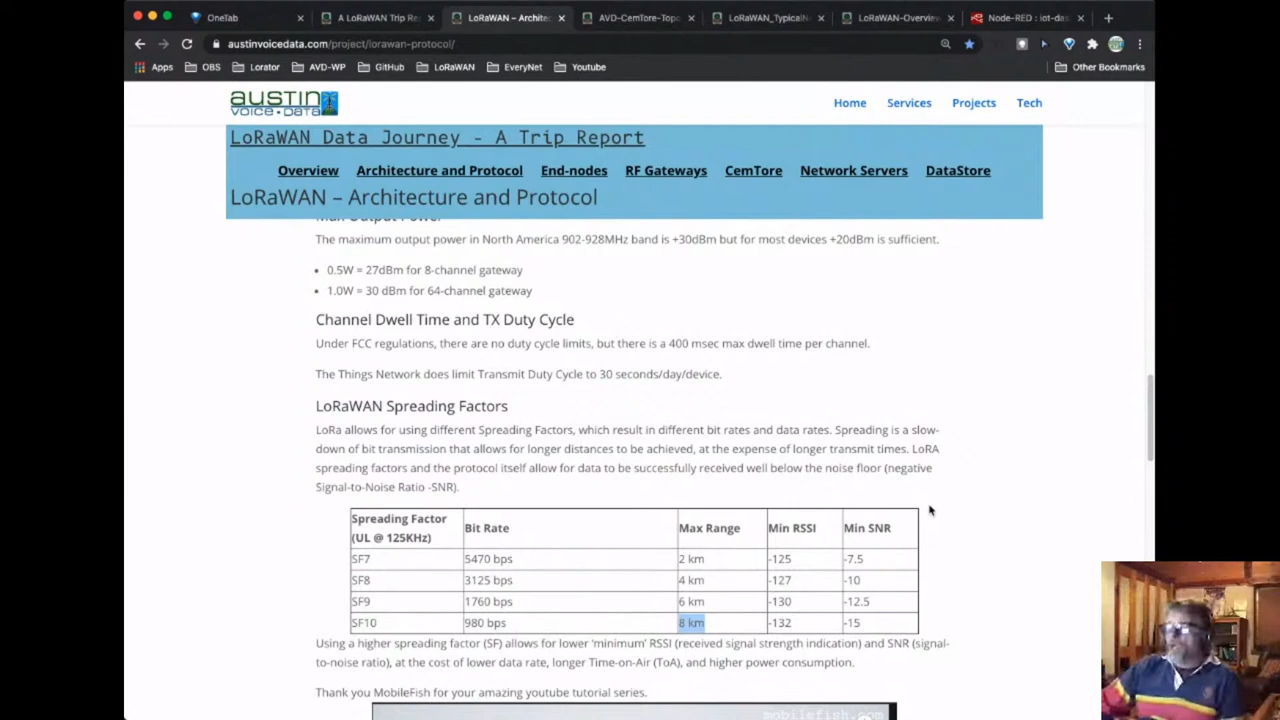 OneTab
A LoRaWAN Trip Re
LoRaWAN – Archite
AVD-CemTore-Topo
LoRaWAN_TypicalN
LoRaWAN-Overview
Node-RED : iot-das
austinvoicedata.com/project/lorawan-protocol/
Apps OBS Lorator AVD-WP GitHub LoRaWAN EveryNet Youtube Other Bookmarks
AUSTIN
VOICE • DATA
Home Services Projects Tech
LoRaWAN Data Journey - A Trip Report
Overview Architecture and Protocol End-nodes RF Gateways CemTore Network Servers DataStore
LoRaWAN – Architecture and Protocol
Max Output Power
The maximum output power in North America 902-928MHz band is +30dBm but for most devices +20dBm is sufficient.
• 0.5W = 27dBm for 8-channel gateway
• 1.0W = 30 dBm for 64-channel gateway
Channel Dwell Time and TX Duty Cycle
Under FCC regulations, there are no duty cycle limits, but there is a 400 msec max dwell time per channel.
The Things Network does limit Transmit Duty Cycle to 30 seconds/day/device.
LoRaWAN Spreading Factors
LoRa allows for using different Spreading Factors, which result in different bit rates and data rates. Spreading is a slow-
down of bit transmission that allows for longer distances to be achieved, at the expense of longer transmit times. LoRA
spreading factors and the protocol itself allow for data to be successfully received well below the noise floor (negative
Signal-to-Noise Ratio -SNR).
Spreading Factor
(UL @ 125KHz) Bit Rate Max Range Min RSSI Min SNR
SF7 5470 bps 2 km -125 -7.5
SF8 3125 bps 4 km -127 -10
SF9 1760 bps 6 km -130 -12.5
SF10 980 bps 8 km -132 -15
Using a higher spreading factor (SF) allows for lower 'minimum' RSSI (received signal strength indication) and SNR (signal-
to-noise ratio), at the cost of lower data rate, longer Time-on-Air (ToA), and higher power consumption.
Thank you MobileFish for your amazing youtube tutorial series.
mobilefish.com